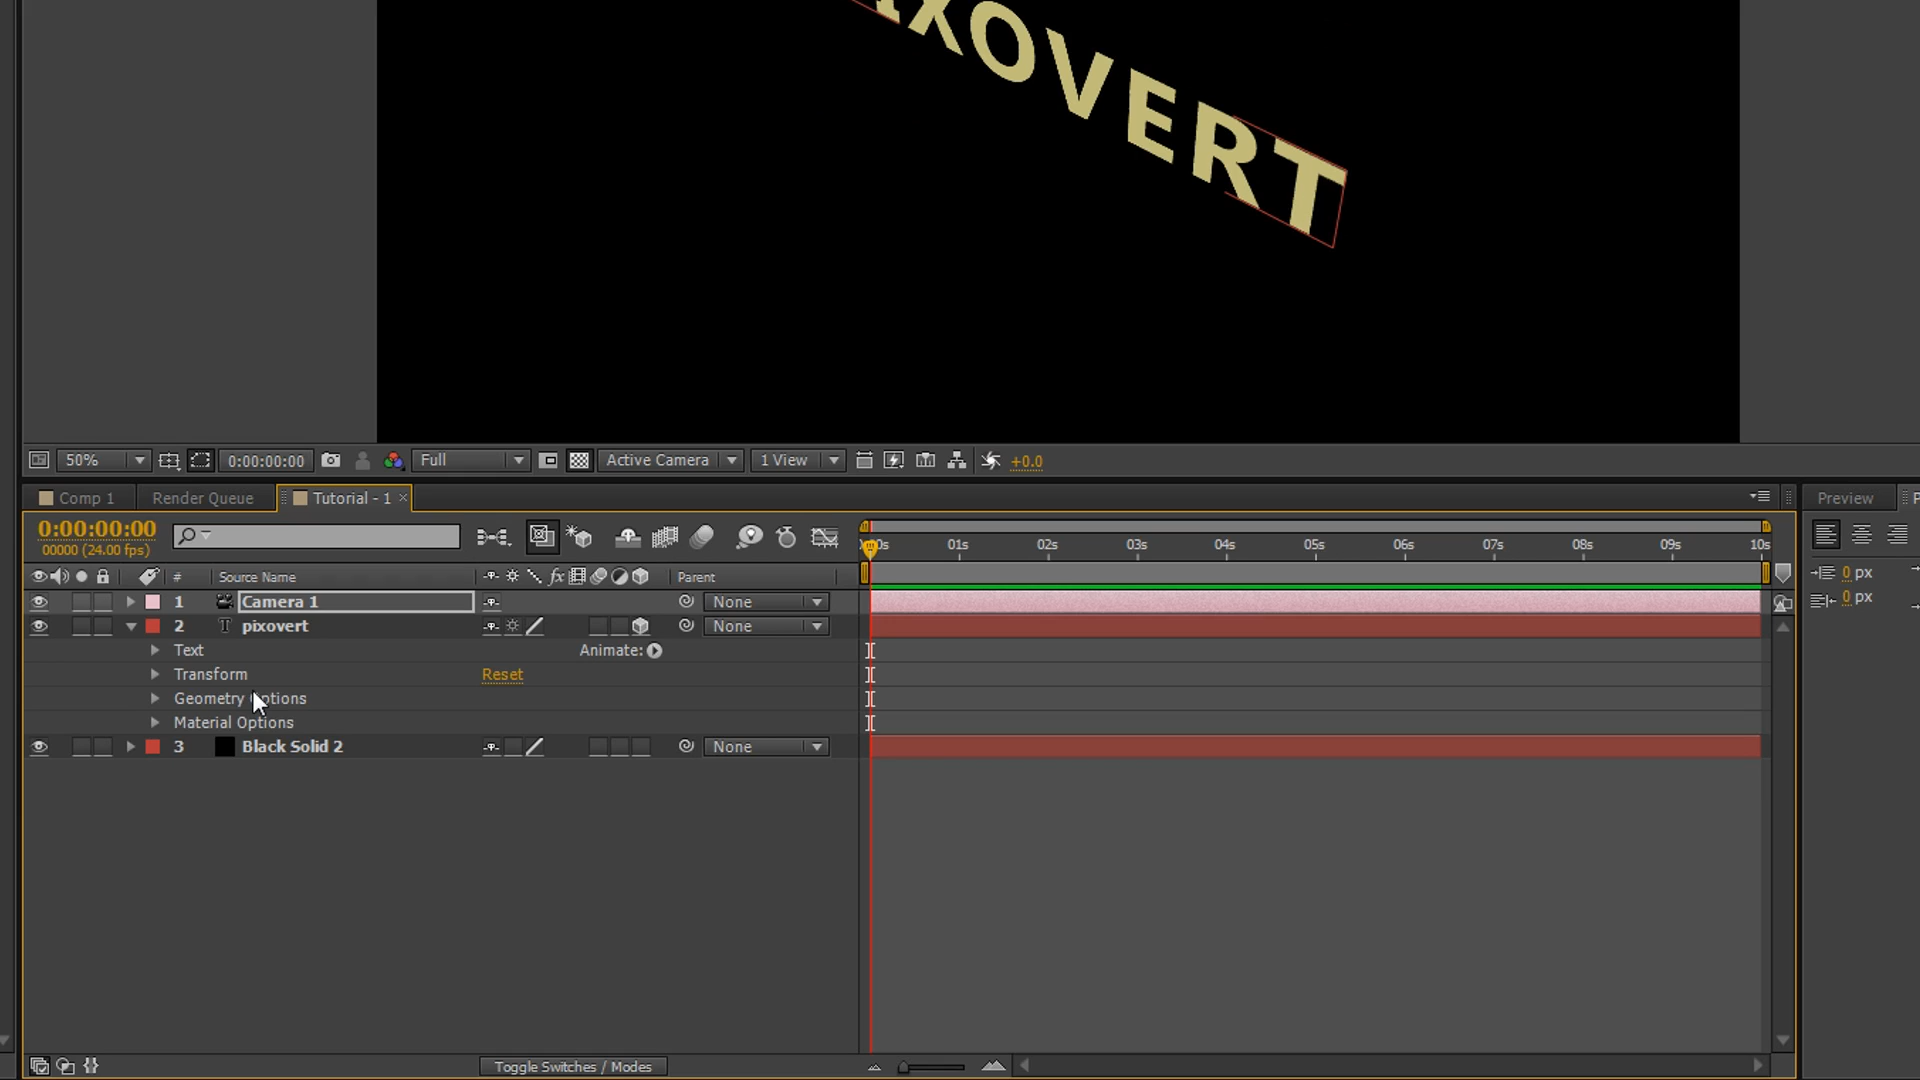 IXOVERT
50%
0:00:00:00
Full
Active Camera
1 View
+0.0
Comp 1
Render Queue
Tutorial - 1
Preview
0:00:00:00
00000 (24.00 fps)
01s 02s 03s 04s 05s 06s 07s 08s 09s 10s
# Source Name
fx
Parent
0 px
0 px
1 Camera 1 None
2 T pixovert None
Text Animate:
Transform Reset
Geometry Options
Material Options
3 Black Solid 2 None
Toggle Switches / Modes